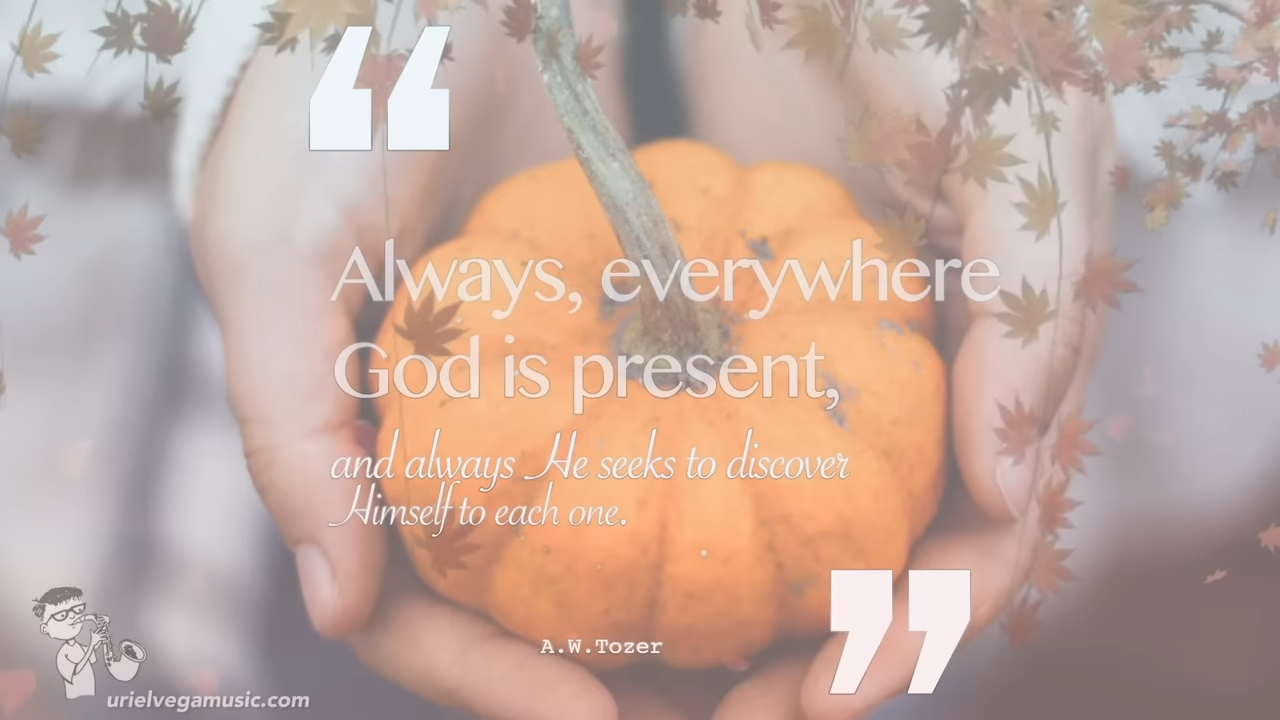 “
Always, everywhere
God is present,
and always He seeks to discover
Himself to each one.
”
A.W.Tozer
urielvegamusic.com